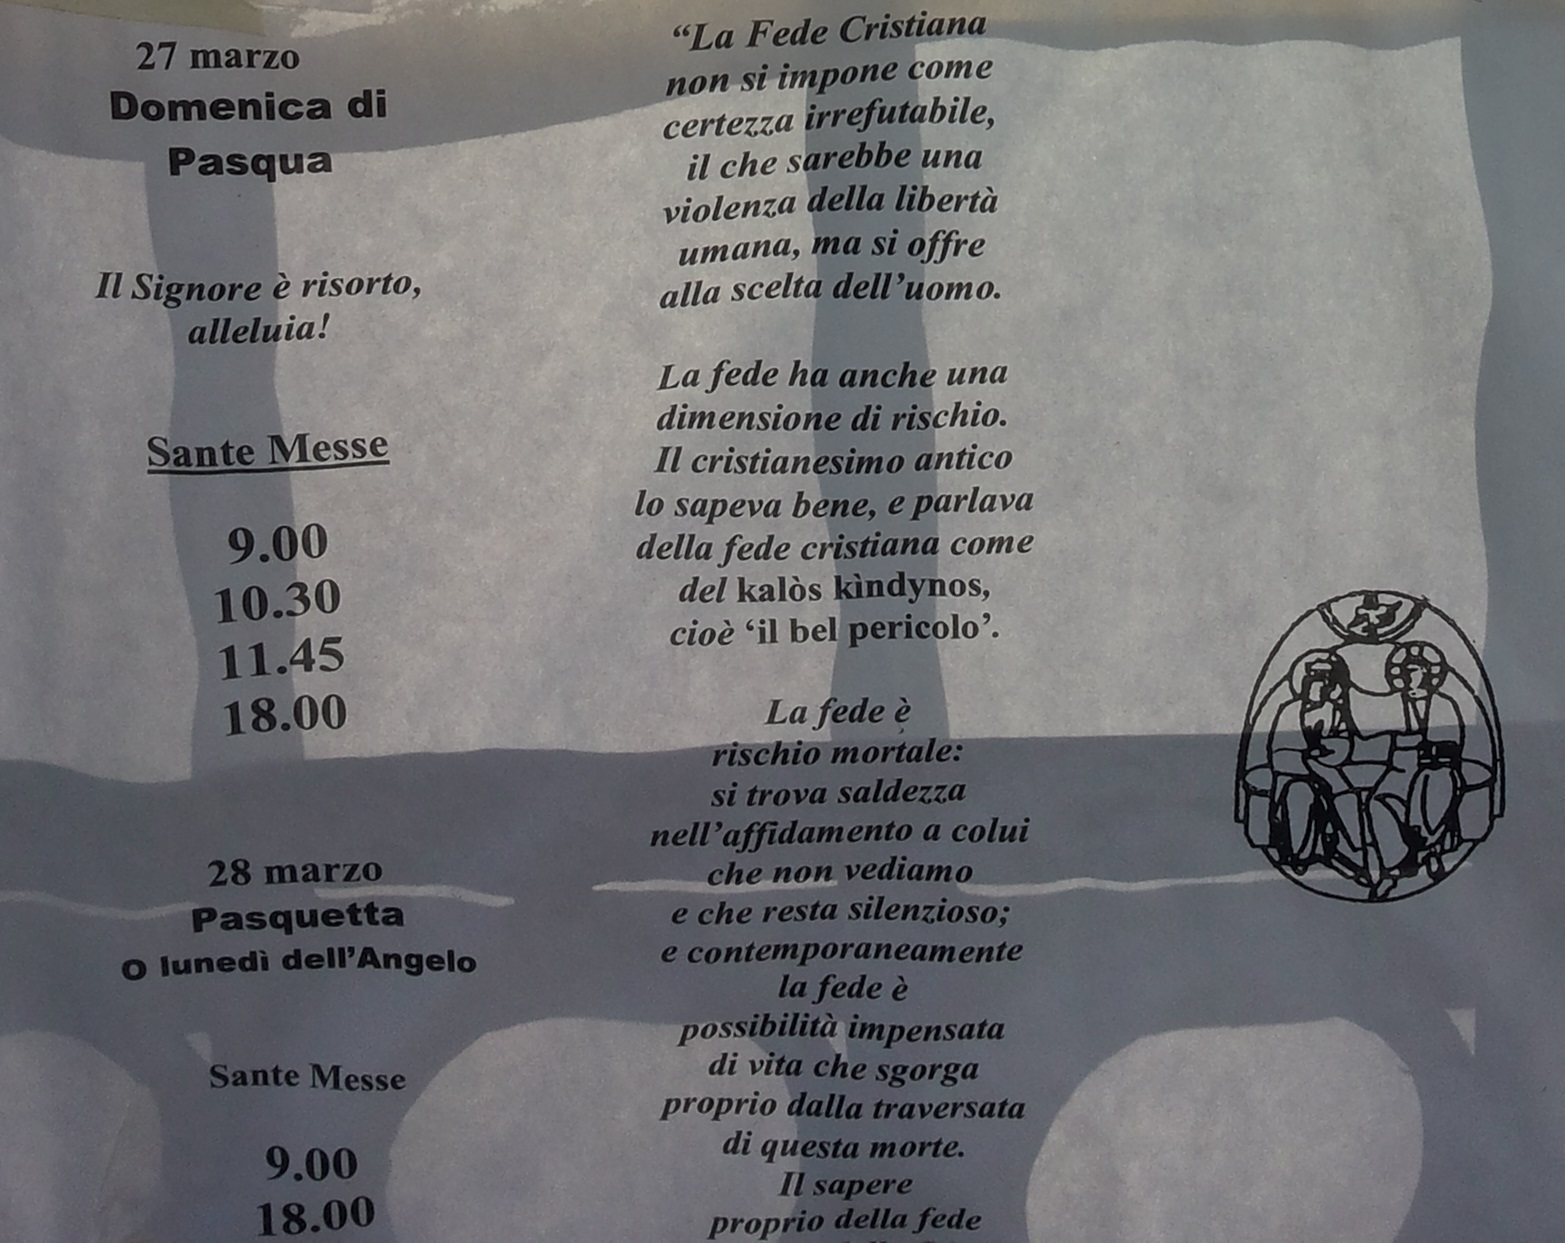 27 marzo
Domenica di
Pasqua
Il Signore è risorto,
alleluia!
Sante Messe
9.00
10.30
11.45
18.00
28 marzo
Pasquetta
O lunedì dell’Angelo
Sante Messe
9.00
18.00
“La Fede Cristiana
non si impone come
certezza irrefutabile,
il che sarebbe una
violenza della libertà
umana, ma si offre
alla scelta dell’uomo.
La fede ha anche una
dimensione di rischio.
Il cristianesimo antico
lo sapeva bene, e parlava
della fede cristiana come
del kalòs kìndynos,
cioè ‘il bel pericolo’.
La fede è
rischio mortale:
si trova saldezza
nell’affidamento a colui
che non vediamo
e che resta silenzioso;
e contemporaneamente
la fede è
possibilità impensata
di vita che sgorga
proprio dalla traversata
di questa morte.
Il sapere
proprio della fede